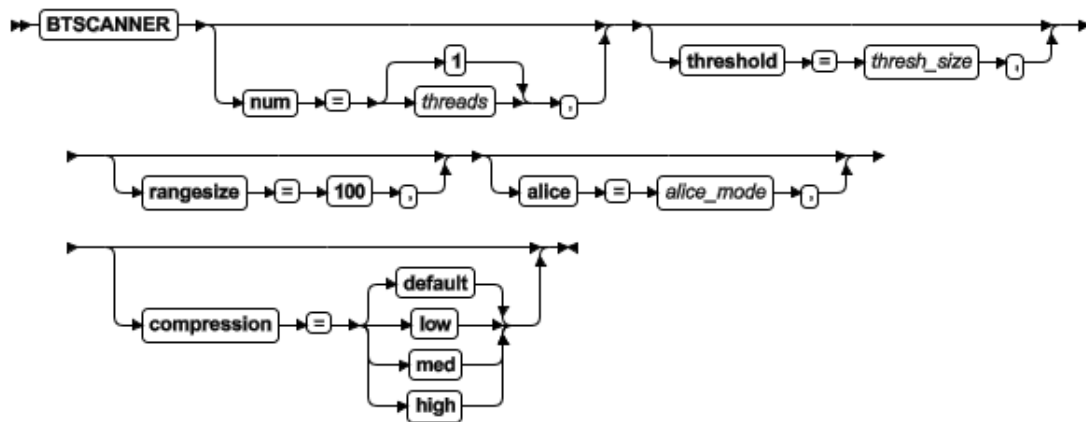 BTSCANNER
num = 1 threads ,
threshold = thresh_size ,
rangesize = 100 ,
alice = alice_mode ,
compression = default
low
med
high